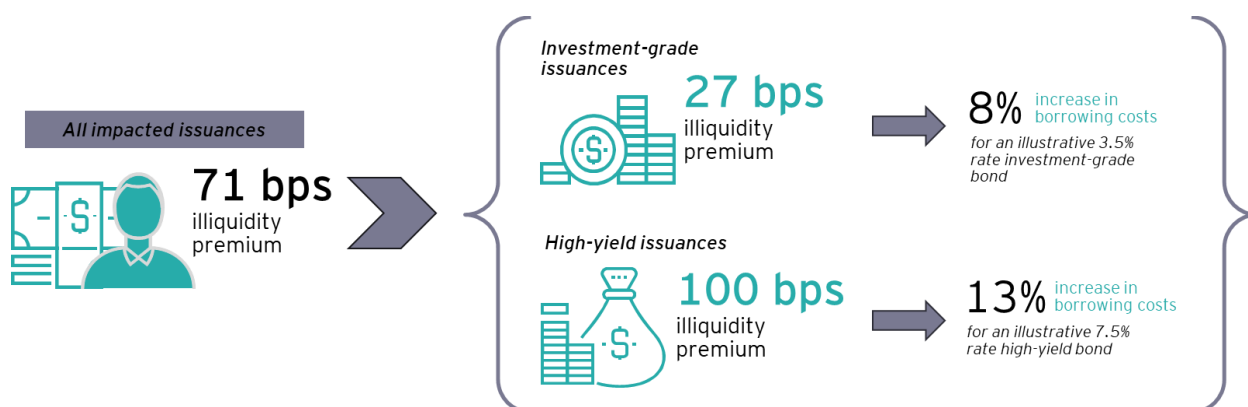 All impacted issuances
71 bps
illiquidity
premium
Investment-grade
issuances
$
27 bps
illiquidity
premium
8% increase in
borrowing costs
for an illustrative 3.5%
rate investment-grade
bond
$
High-yield issuances
$
100 bps
illiquidity
premium
13% increase in
borrowing costs
for an illustrative 7.5%
rate high-yield bond